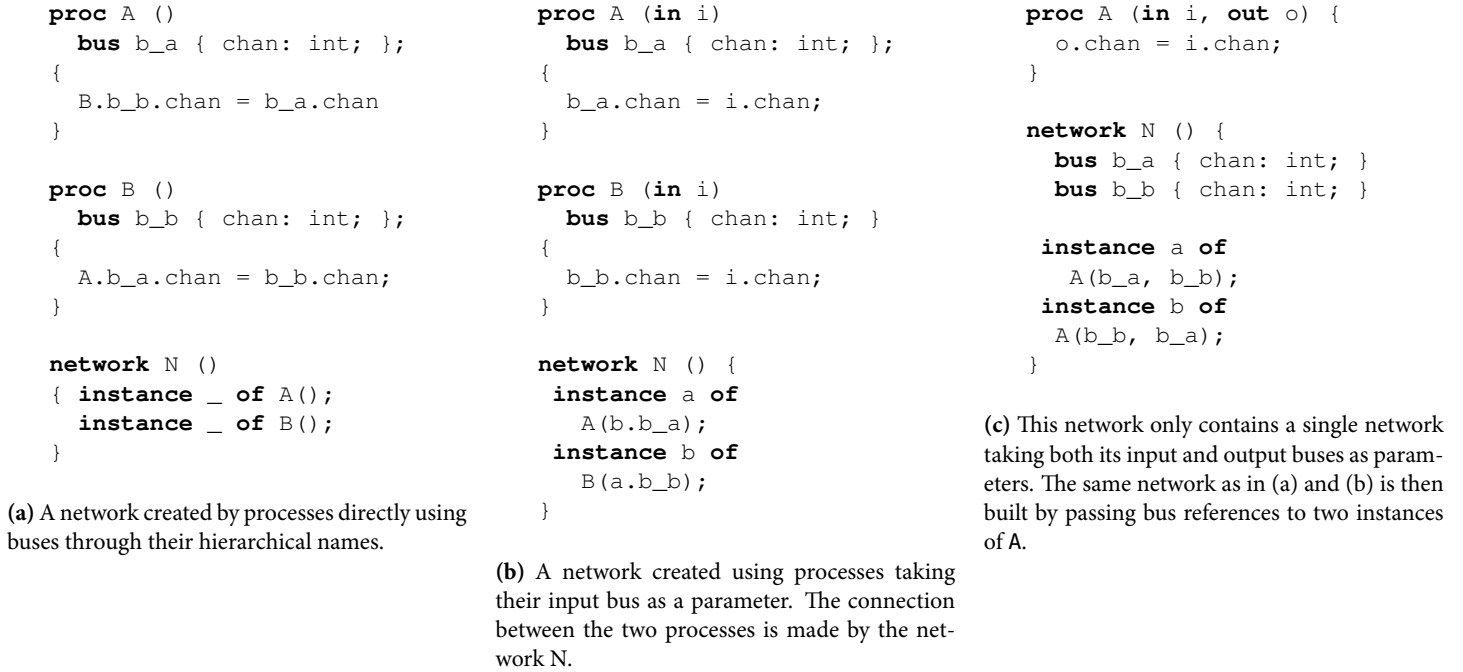 proc A ()
  bus b_a { chan: int; };
{
  B.b_b.chan = b_a.chan
}
proc B ()
  bus b_b { chan: int; };
{
  A.b_a.chan = b_b.chan;
}
network N ()
{ instance _ of A();
  instance _ of B();
}
(a) A network created by processes directly using
buses through their hierarchical names.
proc A (in i)
  bus b_a { chan: int; };
{
  b_a.chan = i.chan;
}
proc B (in i)
  bus b_b { chan: int; }
{
  b_b.chan = i.chan;
}
network N () {
 instance a of
   A(b.b_a);
 instance b of
   B(a.b_b);
}
(b) A network created using processes taking
their input bus as a parameter. The connection
between the two processes is made by the net-
work N.
proc A (in i, out o) {
  o.chan = i.chan;
}
network N () {
  bus b_a { chan: int; }
  bus b_b { chan: int; }
 instance a of
   A(b_a, b_b);
 instance b of
  A(b_b, b_a);
}
(c) This network only contains a single network
taking both its input and output buses as param-
eters. The same network as in (a) and (b) is then
built by passing bus references to two instances
of A.